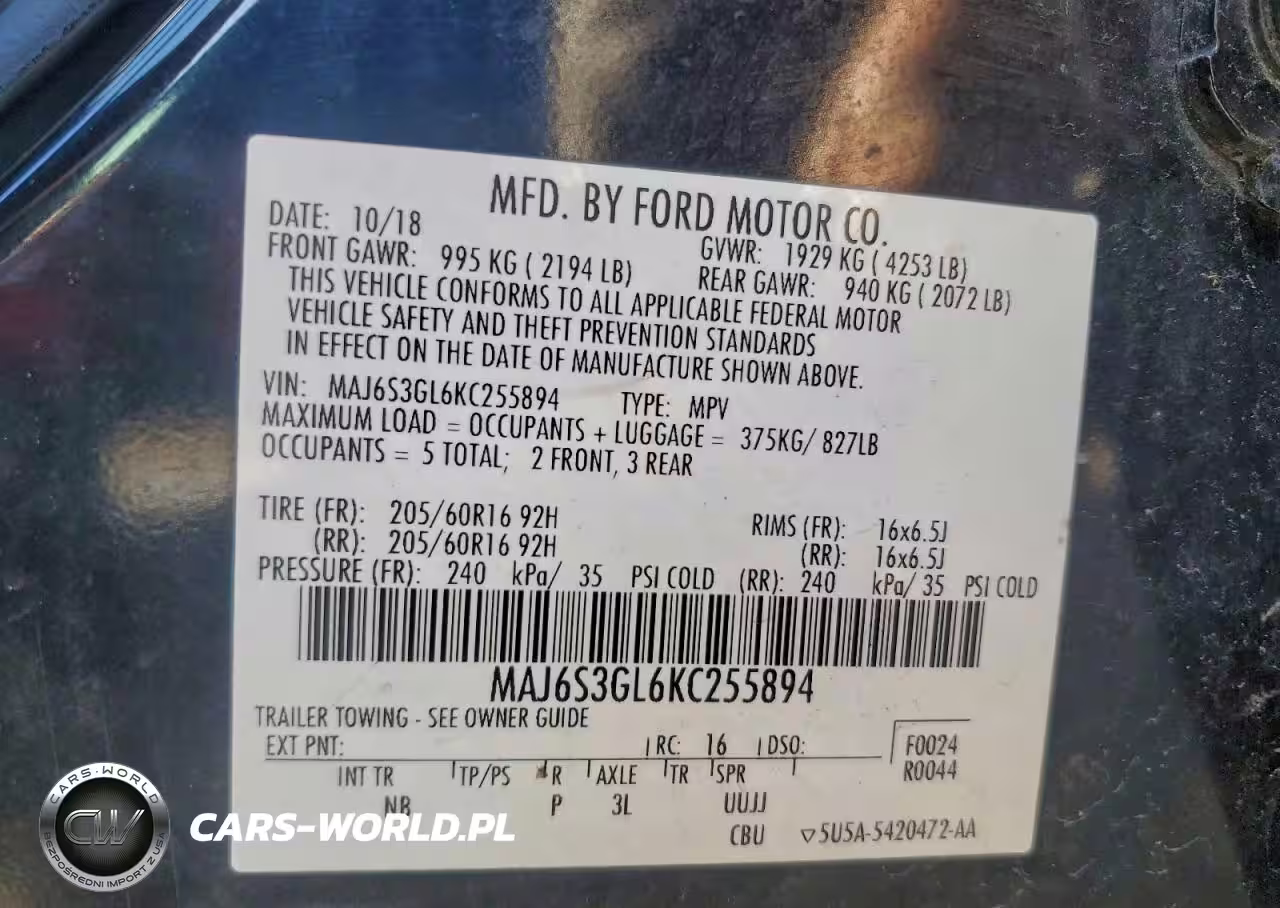 MFD. BY FORD MOTOR CO.
DATE: 10/18 GVWR: 1929 KG ( 4253 LB)
FRONT GAWR: 995 KG ( 2194 LB) REAR GAWR: 940 KG ( 2072 LB)
THIS VEHICLE CONFORMS TO ALL APPLICABLE FEDERAL MOTOR
VEHICLE SAFETY AND THEFT PREVENTION STANDARDS
IN EFFECT ON THE DATE OF MANUFACTURE SHOWN ABOVE.
VIN: MAJ6S3GL6KC255894 TYPE: MPV
MAXIMUM LOAD = OCCUPANTS + LUGGAGE = 375KG/ 827LB
OCCUPANTS = 5 TOTAL; 2 FRONT, 3 REAR
TIRE (FR): 205/60R16 92H RIMS (FR): 16x6.5J
(RR): 205/60R16 92H (RR): 16x6.5J
PRESSURE (FR): 240 kPa/ 35 PSI COLD (RR): 240 kPa/ 35 PSI COLD
MAJ6S3GL6KC255894
TRAILER TOWING - SEE OWNER GUIDE
EXT PNT: RC: 16 DSO: F0024
R0044
INT TR TP/PS R AXLE TR SPR
NB P 3L UUJJ
CBU ▽5U5A-5420472-AA
CARS-WORLD
CW
BEZPOŚREDNI IMPORT Z USA
CARS-WORLD.PL